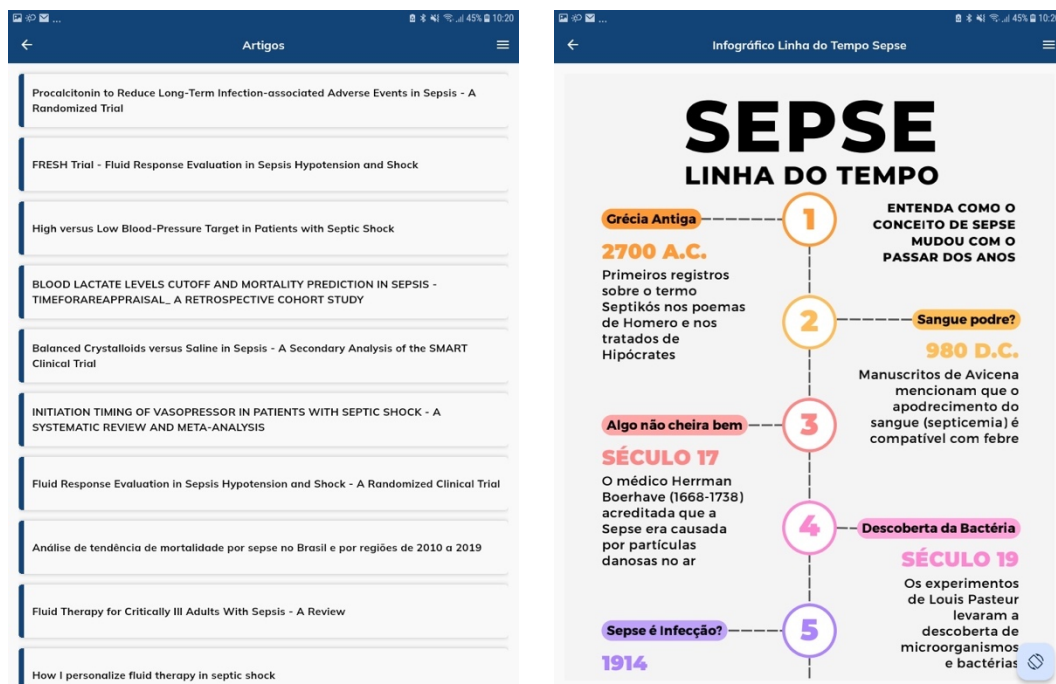 ... 45% 10:20
Artigos
Procalcitonin to Reduce Long-Term Infection-associated Adverse Events in Sepsis - A
Randomized Trial
FRESH Trial - Fluid Response Evaluation in Sepsis Hypotension and Shock
High versus Low Blood-Pressure Target in Patients with Septic Shock
BLOOD LACTATE LEVELS CUTOFF AND MORTALITY PREDICTION IN SEPSIS -
TIMEFORAREAPPRAISAL_ A RETROSPECTIVE COHORT STUDY
Balanced Crystalloids versus Saline in Sepsis - A Secondary Analysis of the SMART
Clinical Trial
INITIATION TIMING OF VASOPRESSOR IN PATIENTS WITH SEPTIC SHOCK - A
SYSTEMATIC REVIEW AND META-ANALYSIS
Fluid Response Evaluation in Sepsis Hypotension and Shock - A Randomized Clinical Trial
Análise de tendência de mortalidade por sepse no Brasil e por regiões de 2010 a 2019
Fluid Therapy for Critically Ill Adults With Sepsis - A Review
How I personalize fluid therapy in septic shock
... 45% 10:20
Infográfico Linha do Tempo Sepse
SEPSE
LINHA DO TEMPO
ENTENDA COMO O
CONCEITO DE SEPSE
MUDOU COM O
PASSAR DOS ANOS
Grécia Antiga
1
2700 A.C.
Primeiros registros
sobre o termo
Septikós nos poemas
de Homero e nos
tratados de
Hipócrates
2
Sangue podre?
980 D.C.
Manuscritos de Avicena
mencionam que o
apodrecimento do
sangue (septicemia) é
compatível com febre
Algo não cheira bem
3
SÉCULO 17
O médico Herrman
Boerhave (1668-1738)
acreditada que a
Sepse era causada
por partículas
danosas no ar
4
Descoberta da Bactéria
SÉCULO 19
Os experimentos
de Louis Pasteur
levaram a
descoberta de
microorganismos
e bactérias
Sepse é Infecção?
5
1914